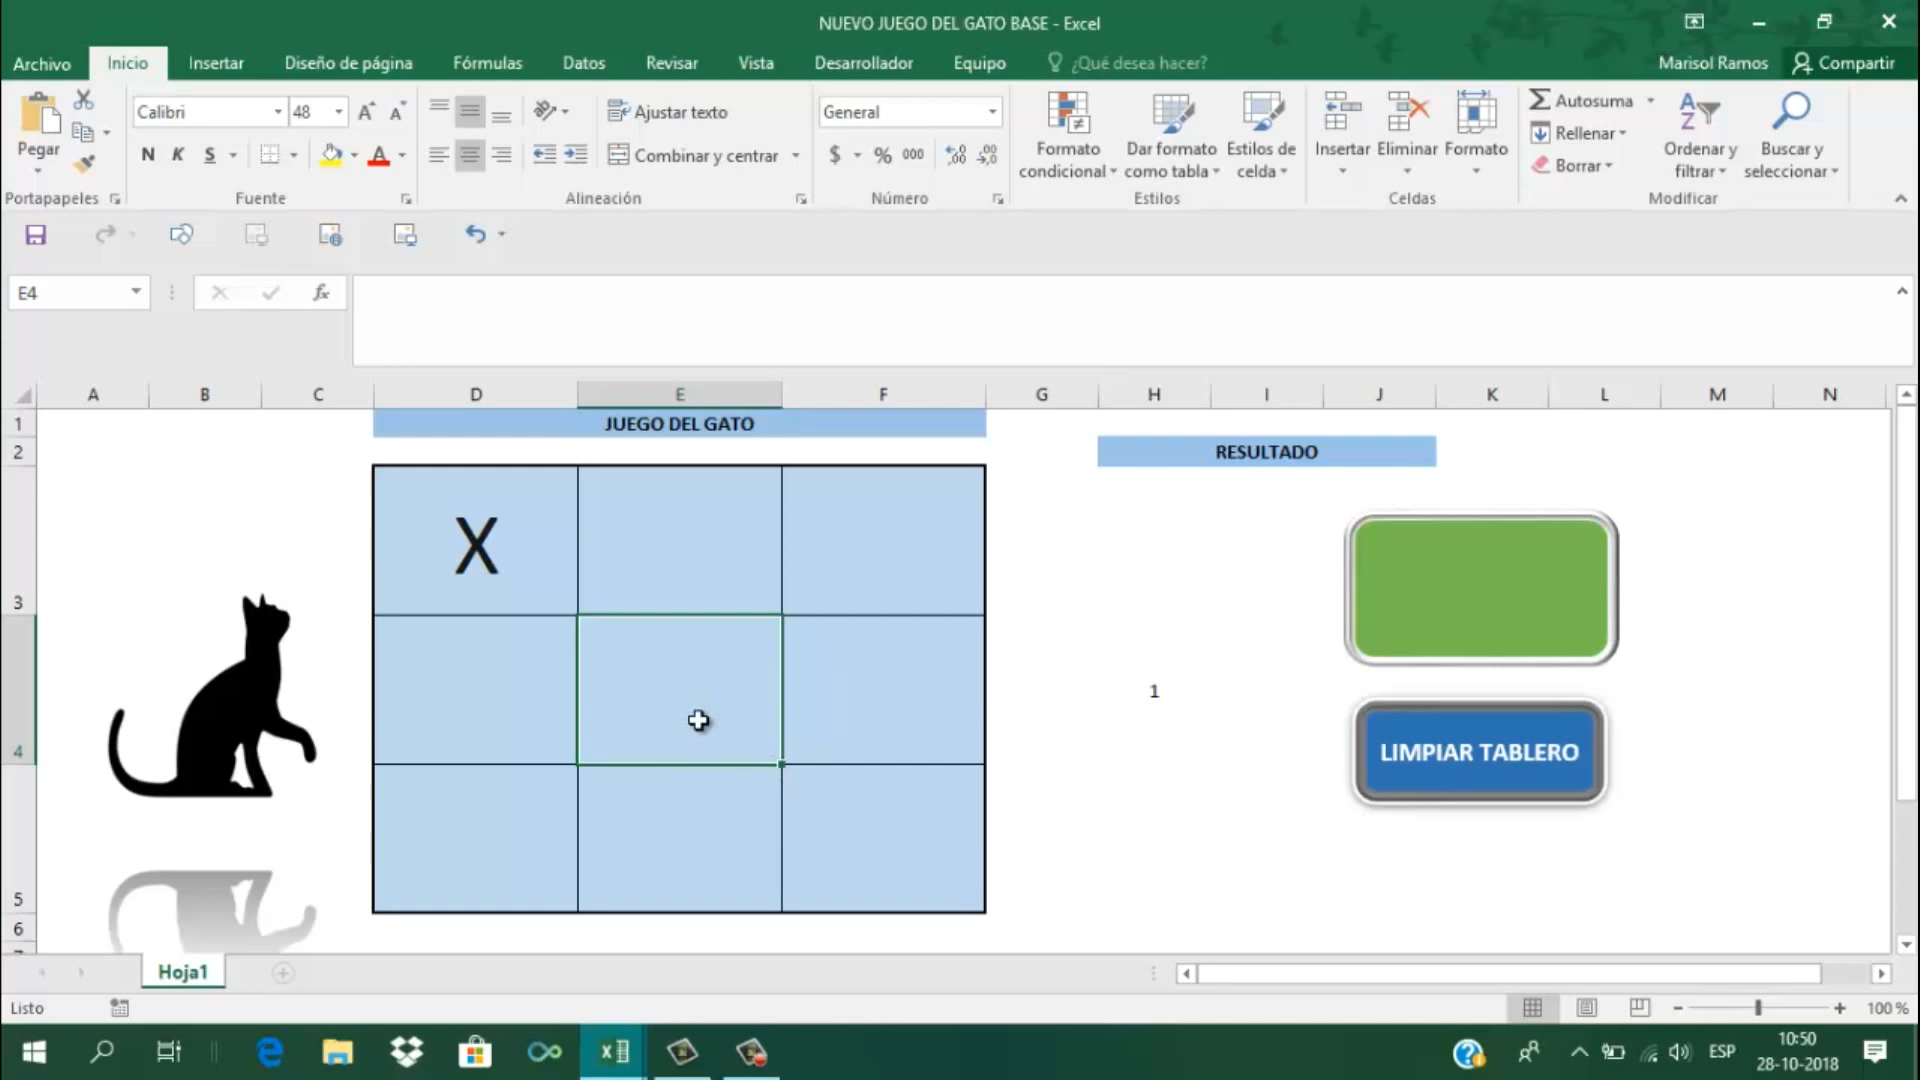 NUEVO JUEGO DEL GATO BASE - Excel
Archivo Inicio Insertar Diseño de página Fórmulas Datos Revisar Vista Desarrollador Equipo ¿Qué desea hacer? Marisol Ramos Compartir
Pegar
Portapapeles
Calibri 48
N K S
Fuente
Ajustar texto
Combinar y centrar
Alineación
General
$ % 000
Número
Formato condicional
Dar formato como tabla
Estilos de celda
Estilos
Insertar Eliminar Formato
Celdas
Autosuma
Rellenar
Borrar
Ordenar y filtrar
Buscar y seleccionar
Modificar
E4 fx
A B C D E F G H I J K L M N
1 JUEGO DEL GATO
2 RESULTADO
X
3
1
4
LIMPIAR TABLERO
5
6
Hoja1
Listo 100 %
ESP 10:50
28-10-2018